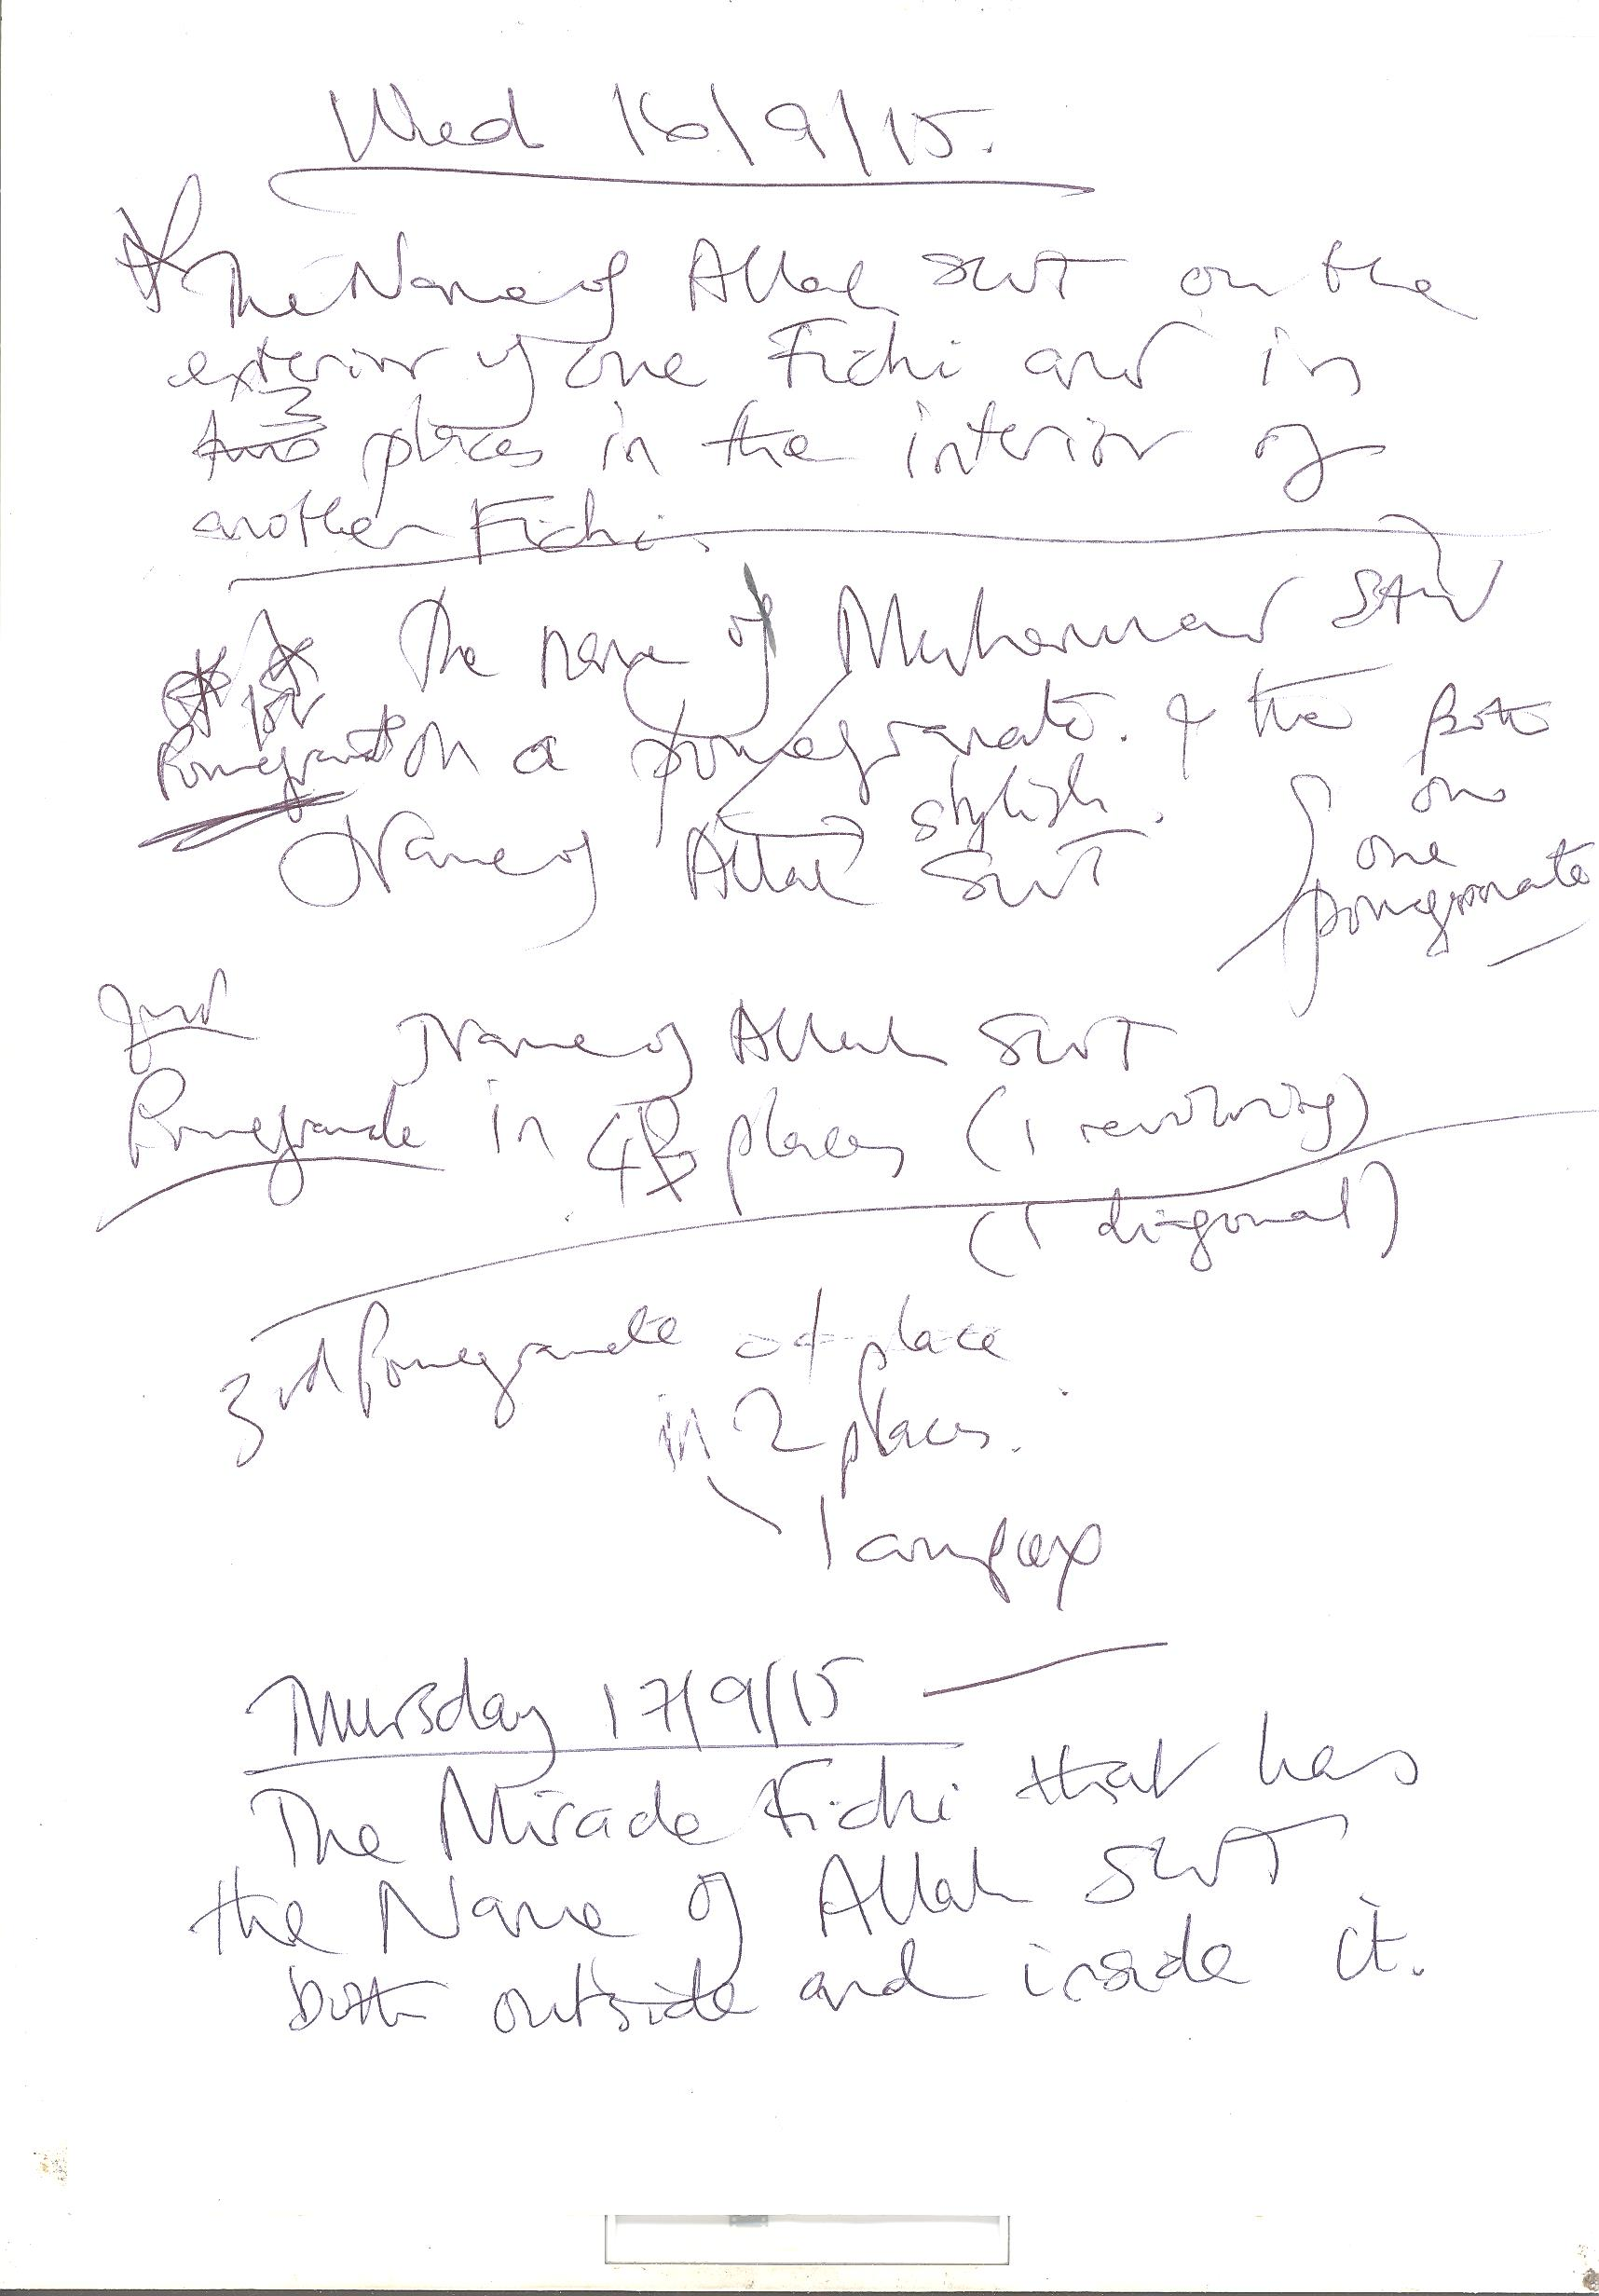 Wed 16/9/15.
The Name of Allah SWT on the
exterior of one Fichi and in
3
two places in the interior of
another Fichi.
The name of Muhammad SAW
1st
Pomegranate on a pomegranate. & the
stylish.
Name of Allah SWT
Both
on
one
pomegranate
2nd
Pomegranate
Name of Allah SWT
in 4 places (1 revolving)
(1 diagonal)
3rd Pomegranate place
in 2 places.
1
Thursday 17/9/15
The Miracle Fichi that has
the Name of Allah SWT
both outside and inside it.